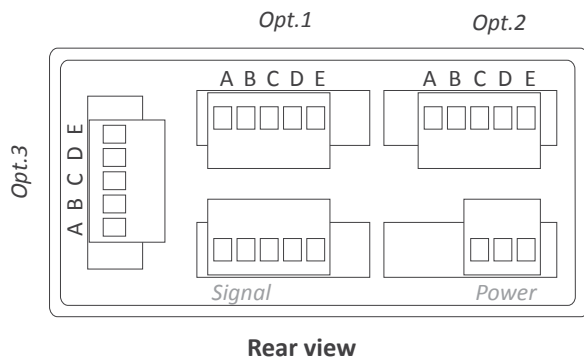 Opt.1 Opt.2
A B C D E A B C D E
Opt.3
A B C D E
Signal Power
Rear view